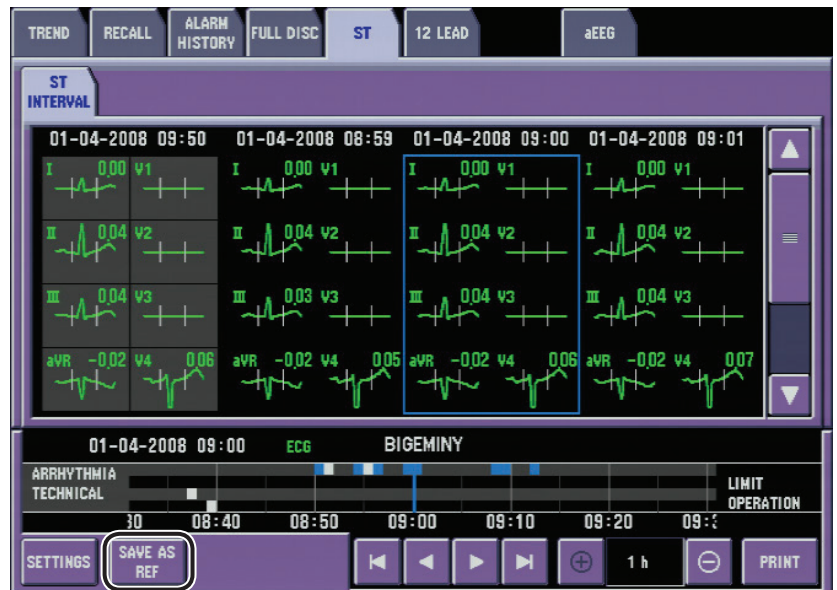 TREND RECALL ALARM HISTORY FULL DISC ST 12 LEAD aEEG
ST INTERVAL
01-04-2008 09:50 01-04-2008 08:59 01-04-2008 09:00 01-04-2008 09:01
I 0.00 V1 I 0.00 V1 I 0.00 V1 I 0.00 V1
II 0.04 V2 II 0.04 V2 II 0.04 V2 II 0.04 V2
III 0.04 V3 III 0.03 V3 III 0.04 V3 III 0.04 V3
aVR -0.02 V4 0.06 aVR -0.02 V4 0.05 aVR -0.02 V4 0.06 aVR -0.02 V4 0.07
01-04-2008 09:00 ECG BIGEMINY
ARRHYTHMIA
TECHNICAL
LIMIT
OPERATION
30 08:40 08:50 09:00 09:10 09:20 09:
SETTINGS SAVE AS REF 1 h PRINT